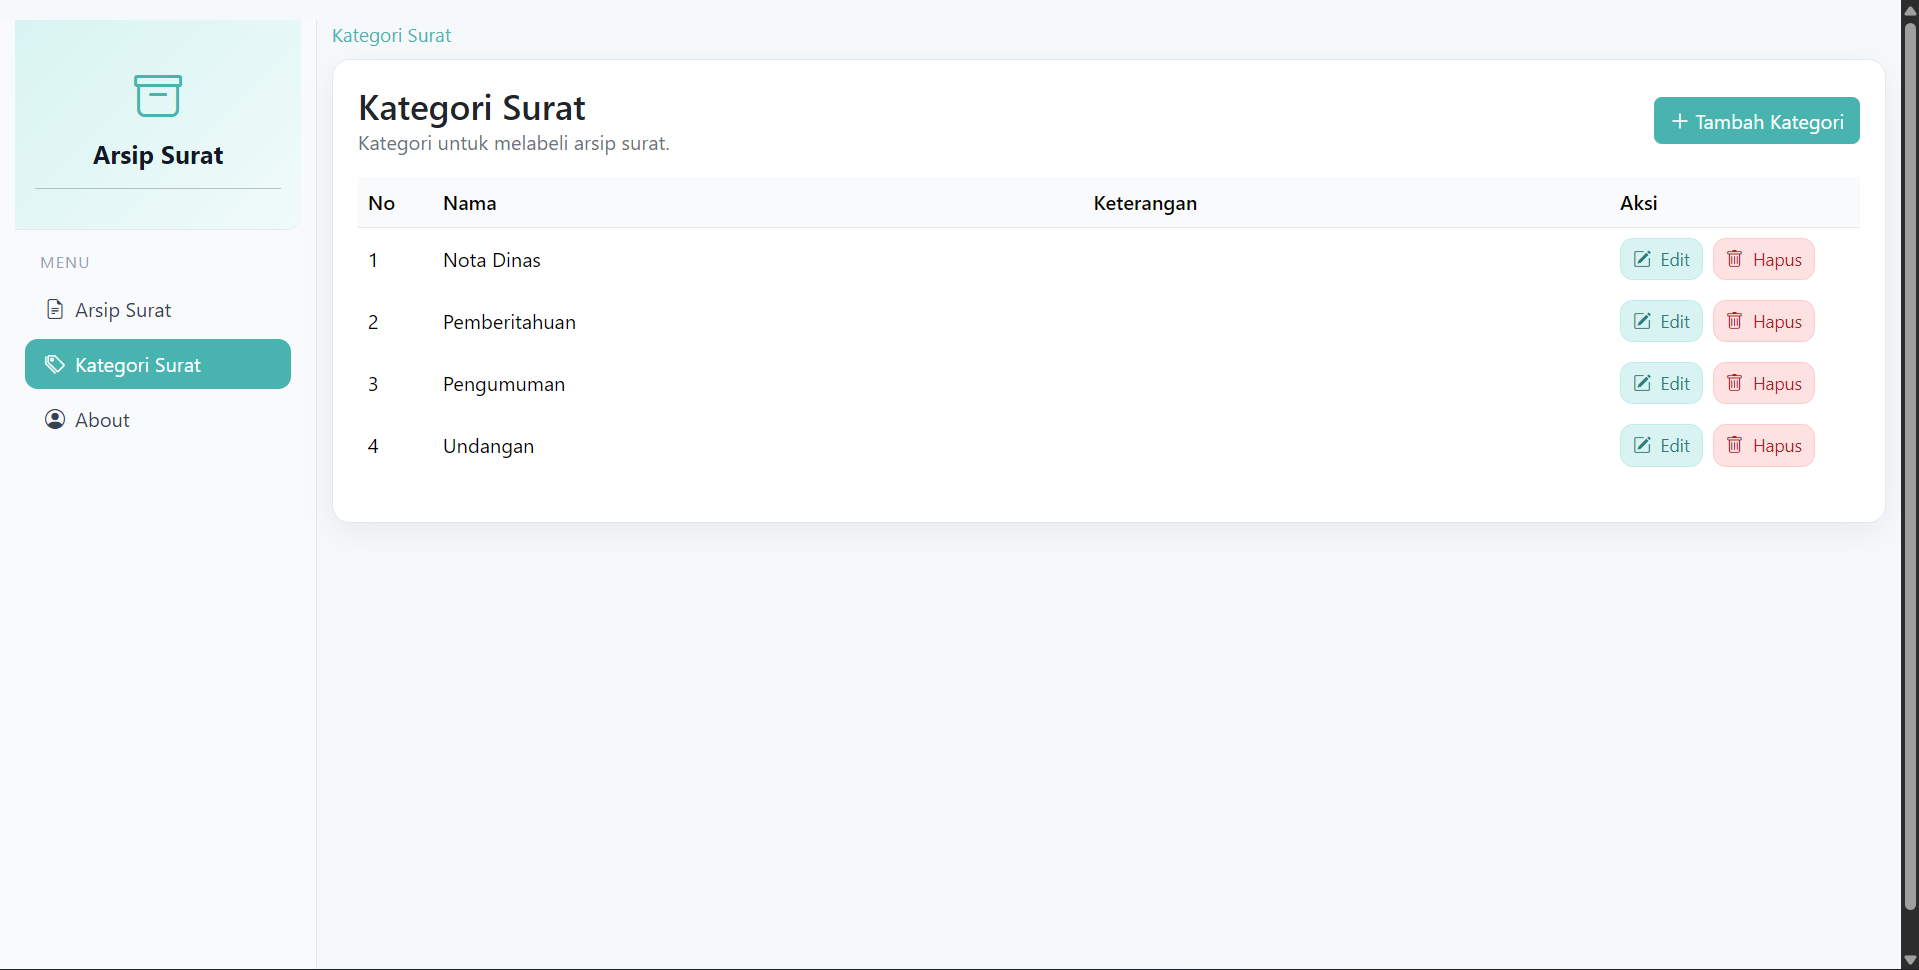 Arsip Surat
MENU
Arsip Surat
Kategori Surat
About
Kategori Surat
Kategori Surat
Kategori untuk melabeli arsip surat.
+ Tambah Kategori
No Nama Keterangan Aksi
1 Nota Dinas Edit Hapus
2 Pemberitahuan Edit Hapus
3 Pengumuman Edit Hapus
4 Undangan Edit Hapus